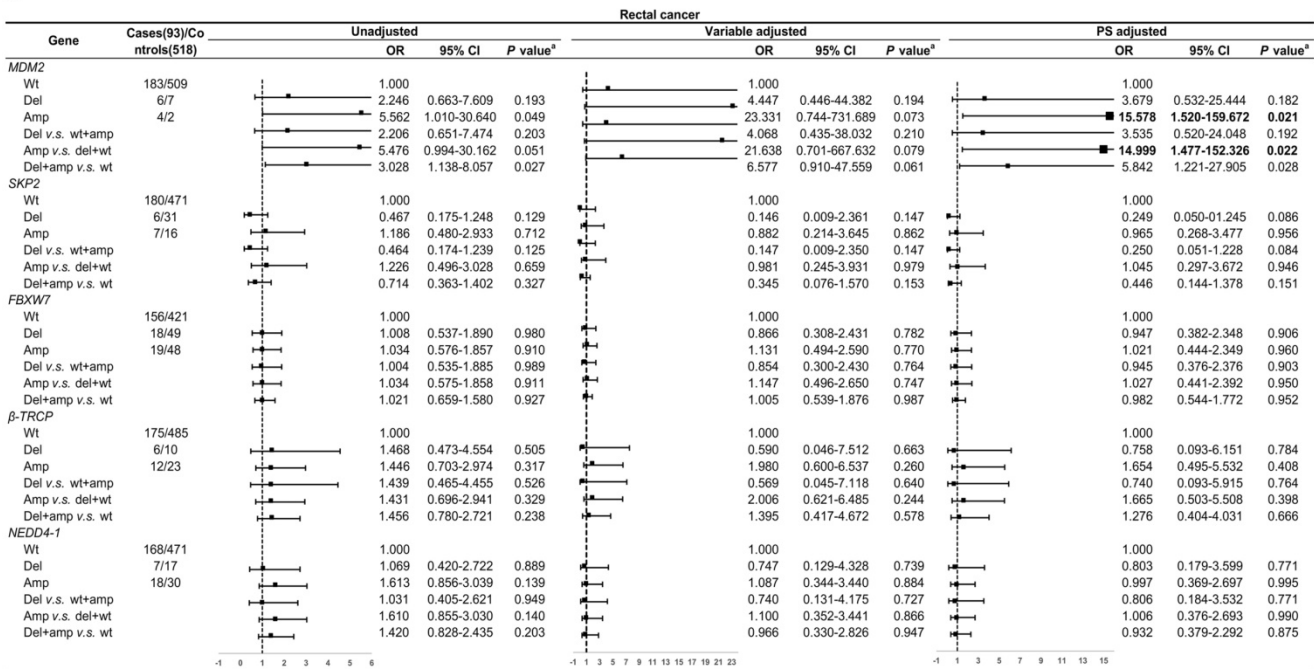 Rectal cancer
Gene Cases(93)/Co ntrols(518) Unadjusted Variable adjusted PS adjusted
OR 95% CI P valueᵃ OR 95% CI P valueᵃ OR 95% CI P valueᵃ
MDM2
Wt 183/509 1.000 1.000 1.000
Del 6/7 2.246 0.663-7.609 0.193 4.447 0.446-44.382 0.194 3.679 0.532-25.444 0.182
Amp 4/2 5.562 1.010-30.640 0.049 23.331 0.744-731.689 0.073 15.578 1.520-159.672 0.021
Del v.s. wt+amp 2.206 0.651-7.474 0.203 4.068 0.435-38.032 0.210 3.535 0.520-24.048 0.192
Amp v.s. del+wt 5.476 0.994-30.162 0.051 21.638 0.701-667.632 0.079 14.999 1.477-152.326 0.022
Del+amp v.s. wt 3.028 1.138-8.057 0.027 6.577 0.910-47.559 0.061 5.842 1.221-27.905 0.028
SKP2
Wt 180/471 1.000 1.000 1.000
Del 6/31 0.467 0.175-1.248 0.129 0.146 0.009-2.361 0.147 0.249 0.050-01.245 0.086
Amp 7/16 1.186 0.480-2.933 0.712 0.882 0.214-3.645 0.862 0.965 0.268-3.477 0.956
Del v.s. wt+amp 0.464 0.174-1.239 0.125 0.147 0.009-2.350 0.147 0.250 0.051-1.228 0.084
Amp v.s. del+wt 1.226 0.496-3.028 0.659 0.981 0.245-3.931 0.979 1.045 0.297-3.672 0.946
Del+amp v.s. wt 0.714 0.363-1.402 0.327 0.345 0.076-1.570 0.153 0.446 0.144-1.378 0.151
FBXW7
Wt 156/421 1.000 1.000 1.000
Del 18/49 1.008 0.537-1.890 0.980 0.866 0.308-2.431 0.782 0.947 0.382-2.348 0.906
Amp 19/48 1.034 0.576-1.857 0.910 1.131 0.494-2.590 0.770 1.021 0.444-2.349 0.960
Del v.s. wt+amp 1.004 0.535-1.885 0.989 0.854 0.300-2.430 0.764 0.945 0.376-2.376 0.903
Amp v.s. del+wt 1.034 0.575-1.858 0.911 1.147 0.496-2.650 0.747 1.027 0.441-2.392 0.950
Del+amp v.s. wt 1.021 0.659-1.580 0.927 1.005 0.539-1.876 0.987 0.982 0.544-1.772 0.952
β-TRCP
Wt 175/485 1.000 1.000 1.000
Del 6/10 1.468 0.473-4.554 0.505 0.590 0.046-7.512 0.663 0.758 0.093-6.151 0.784
Amp 12/23 1.446 0.703-2.974 0.317 1.980 0.600-6.537 0.260 1.654 0.495-5.532 0.408
Del v.s. wt+amp 1.439 0.465-4.455 0.526 0.569 0.045-7.118 0.640 0.740 0.093-5.915 0.764
Amp v.s. del+wt 1.431 0.696-2.941 0.329 2.006 0.621-6.485 0.244 1.665 0.503-5.508 0.398
Del+amp v.s. wt 1.456 0.780-2.721 0.238 1.395 0.417-4.672 0.578 1.276 0.404-4.031 0.666
NEDD4-1
Wt 168/471 1.000 1.000 1.000
Del 7/17 1.069 0.420-2.722 0.889 0.747 0.129-4.328 0.739 0.803 0.179-3.599 0.771
Amp 18/30 1.613 0.856-3.039 0.139 1.087 0.344-3.440 0.884 0.997 0.369-2.697 0.995
Del v.s. wt+amp 1.031 0.405-2.621 0.949 0.740 0.131-4.175 0.727 0.806 0.184-3.532 0.771
Amp v.s. del+wt 1.610 0.855-3.030 0.140 1.100 0.352-3.441 0.866 1.006 0.376-2.693 0.990
Del+amp v.s. wt 1.420 0.828-2.435 0.203 0.966 0.330-2.826 0.947 0.932 0.379-2.292 0.875
-1 0 1 2 3 4 5 6 -1 1 3 5 7 9 11 13 15 17 19 21 23 -1 1 3 5 7 9 11 13 15